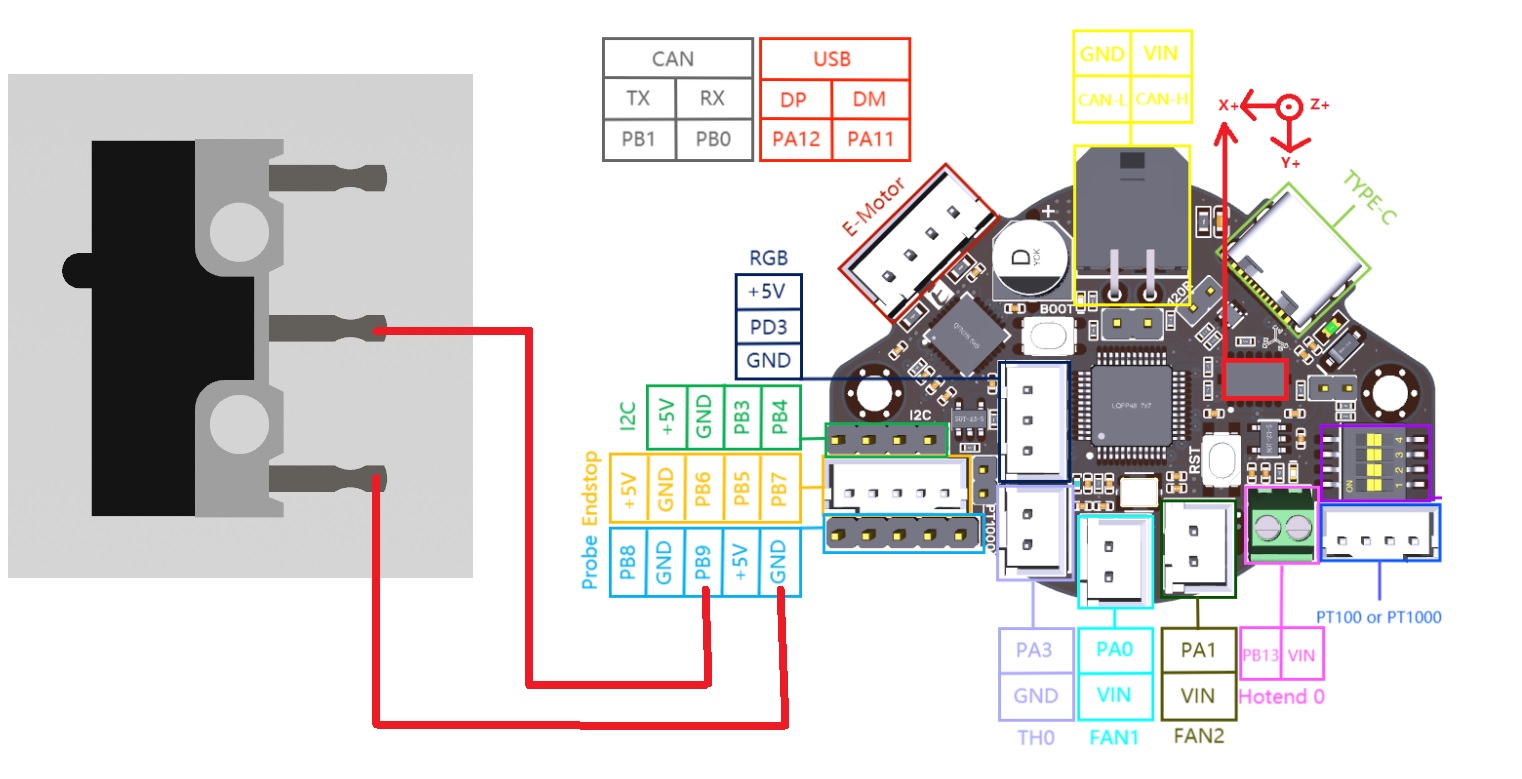 CAN
TX RX
PB1 PB0
USB
DP DM
PA12 PA11
GND VIN
CAN-L CAN-H
X+
Z+
Y+
E-Motor
TYPE-C
+
D
YCK
BOOT
120R
RGB
+5V
PD3
GND
I2C
+5V GND PB3 PB4
I2C
LQFP48 7X7
RST
ON
1 2 3 4
Endstop
+5V GND PB6 PB5 PB7
Probe
PB8 GND PB9 +5V GND
PT1000
PA3
GND
TH0
PA0
VIN
FAN1
PA1
VIN
FAN2
PB13 VIN
Hotend 0
PT100 or PT1000